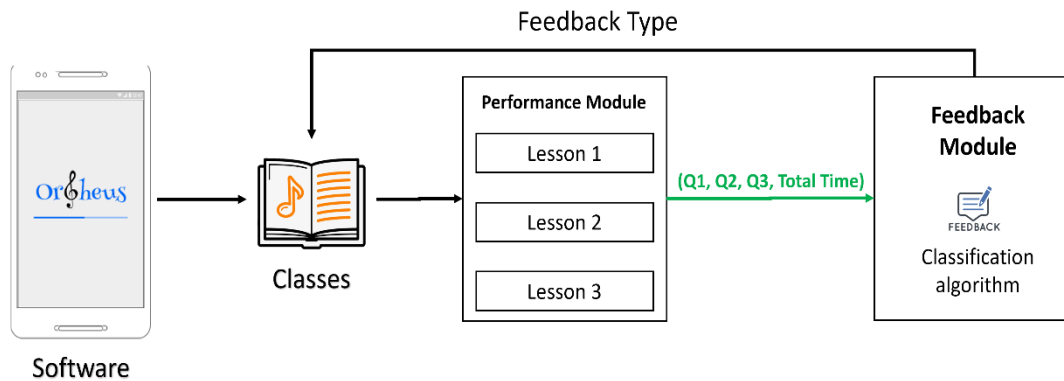 Feedback Type
Orpheus
Software
Classes
Performance Module
Lesson 1
Lesson 2
Lesson 3
(Q1, Q2, Q3, Total Time)
Feedback
Module
FEEDBACK
Classification
algorithm